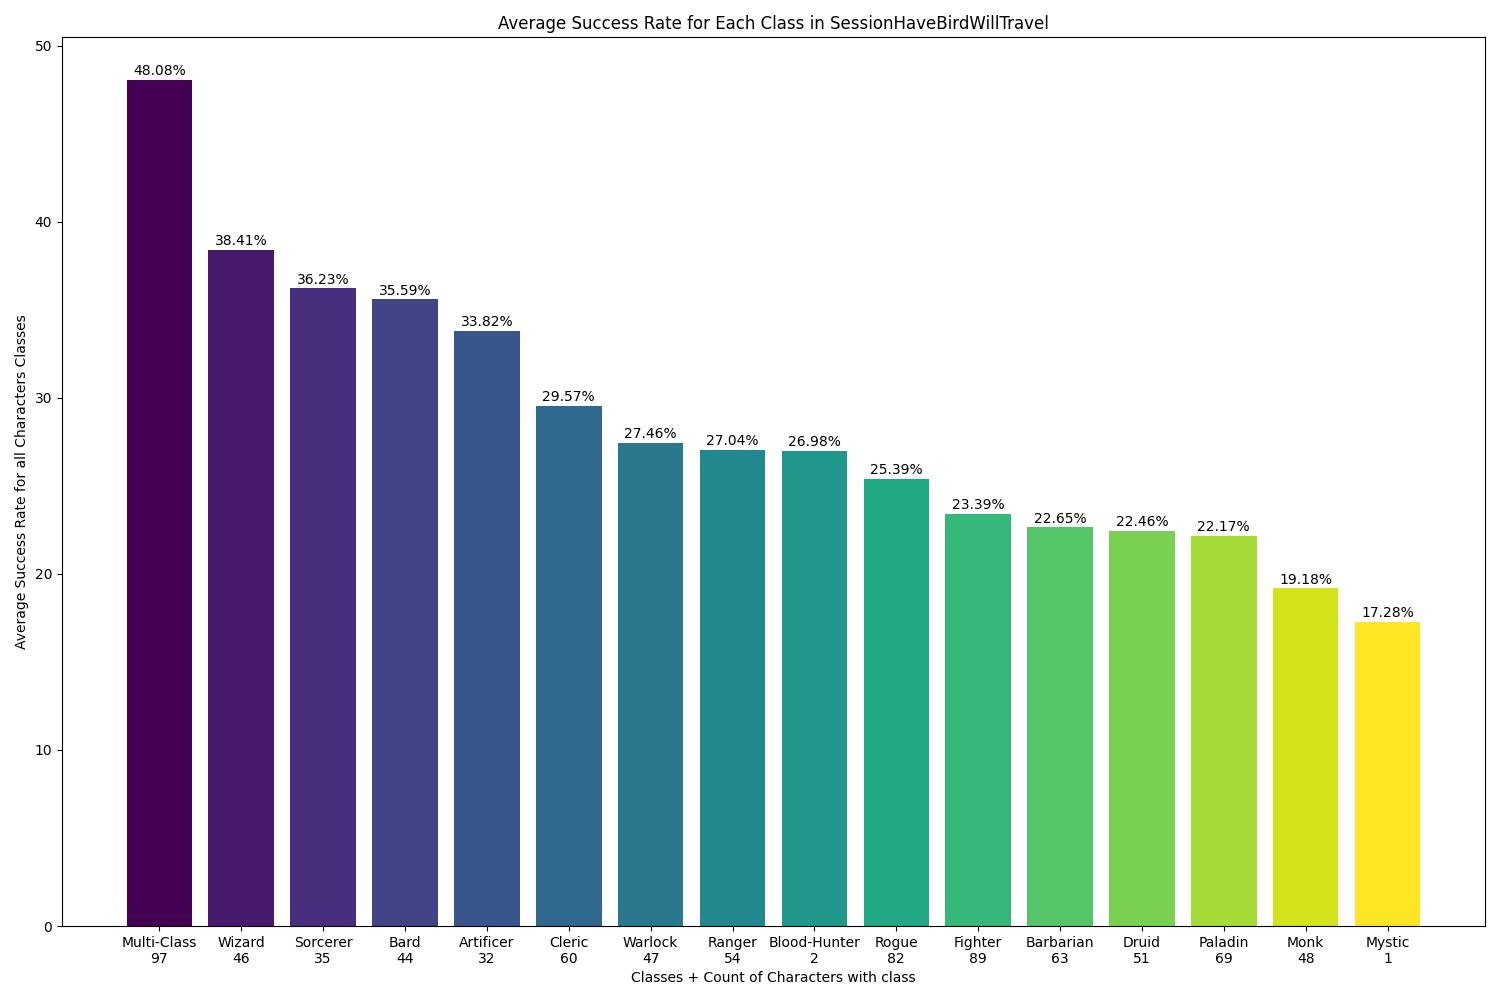 Average Success Rate for Each Class in SessionHaveBirdWillTravel
Average Success Rate for all Characters Classes
50
40
30
20
10
0
48.08%
38.41%
36.23%
35.59%
33.82%
29.57%
27.46%
27.04%
26.98%
25.39%
23.39%
22.65%
22.46%
22.17%
19.18%
17.28%
Multi-Class
97
Wizard
46
Sorcerer
35
Bard
44
Artificer
32
Cleric
60
Warlock
47
Ranger
54
Blood-Hunter
2
Rogue
82
Fighter
89
Barbarian
63
Druid
51
Paladin
69
Monk
48
Mystic
1
Classes + Count of Characters with class